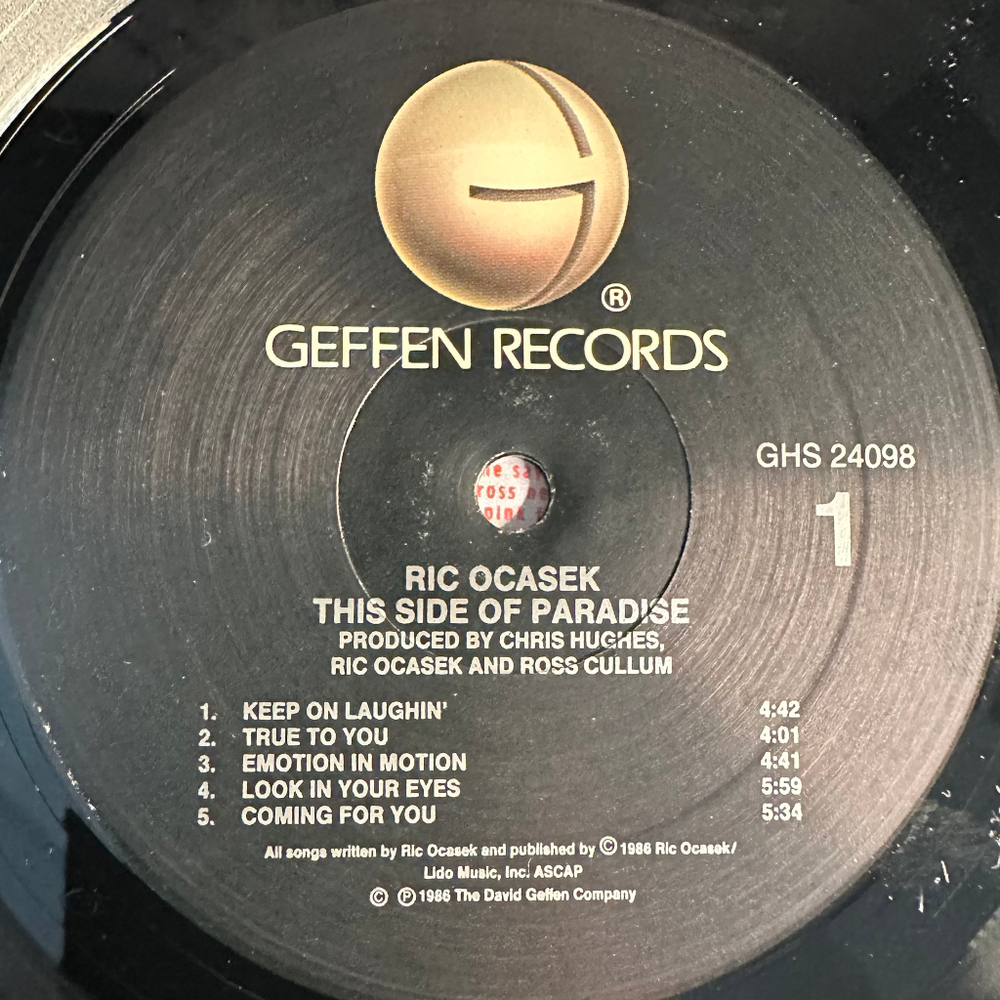 ®
GEFFEN RECORDS
GHS 24098
1
ross
pink
RIC OCASEK
THIS SIDE OF PARADISE
PRODUCED BY CHRIS HUGHES,
RIC OCASEK AND ROSS CULLUM
1. KEEP ON LAUGHIN' 4:42
2. TRUE TO YOU 4:01
3. EMOTION IN MOTION 4:41
4. LOOK IN YOUR EYES 5:59
5. COMING FOR YOU 5:34
All songs written by Ric Ocasek and published by © 1986 Ric Ocasek/
Lido Music, Inc. ASCAP
© ℗ 1986 The David Geffen Company